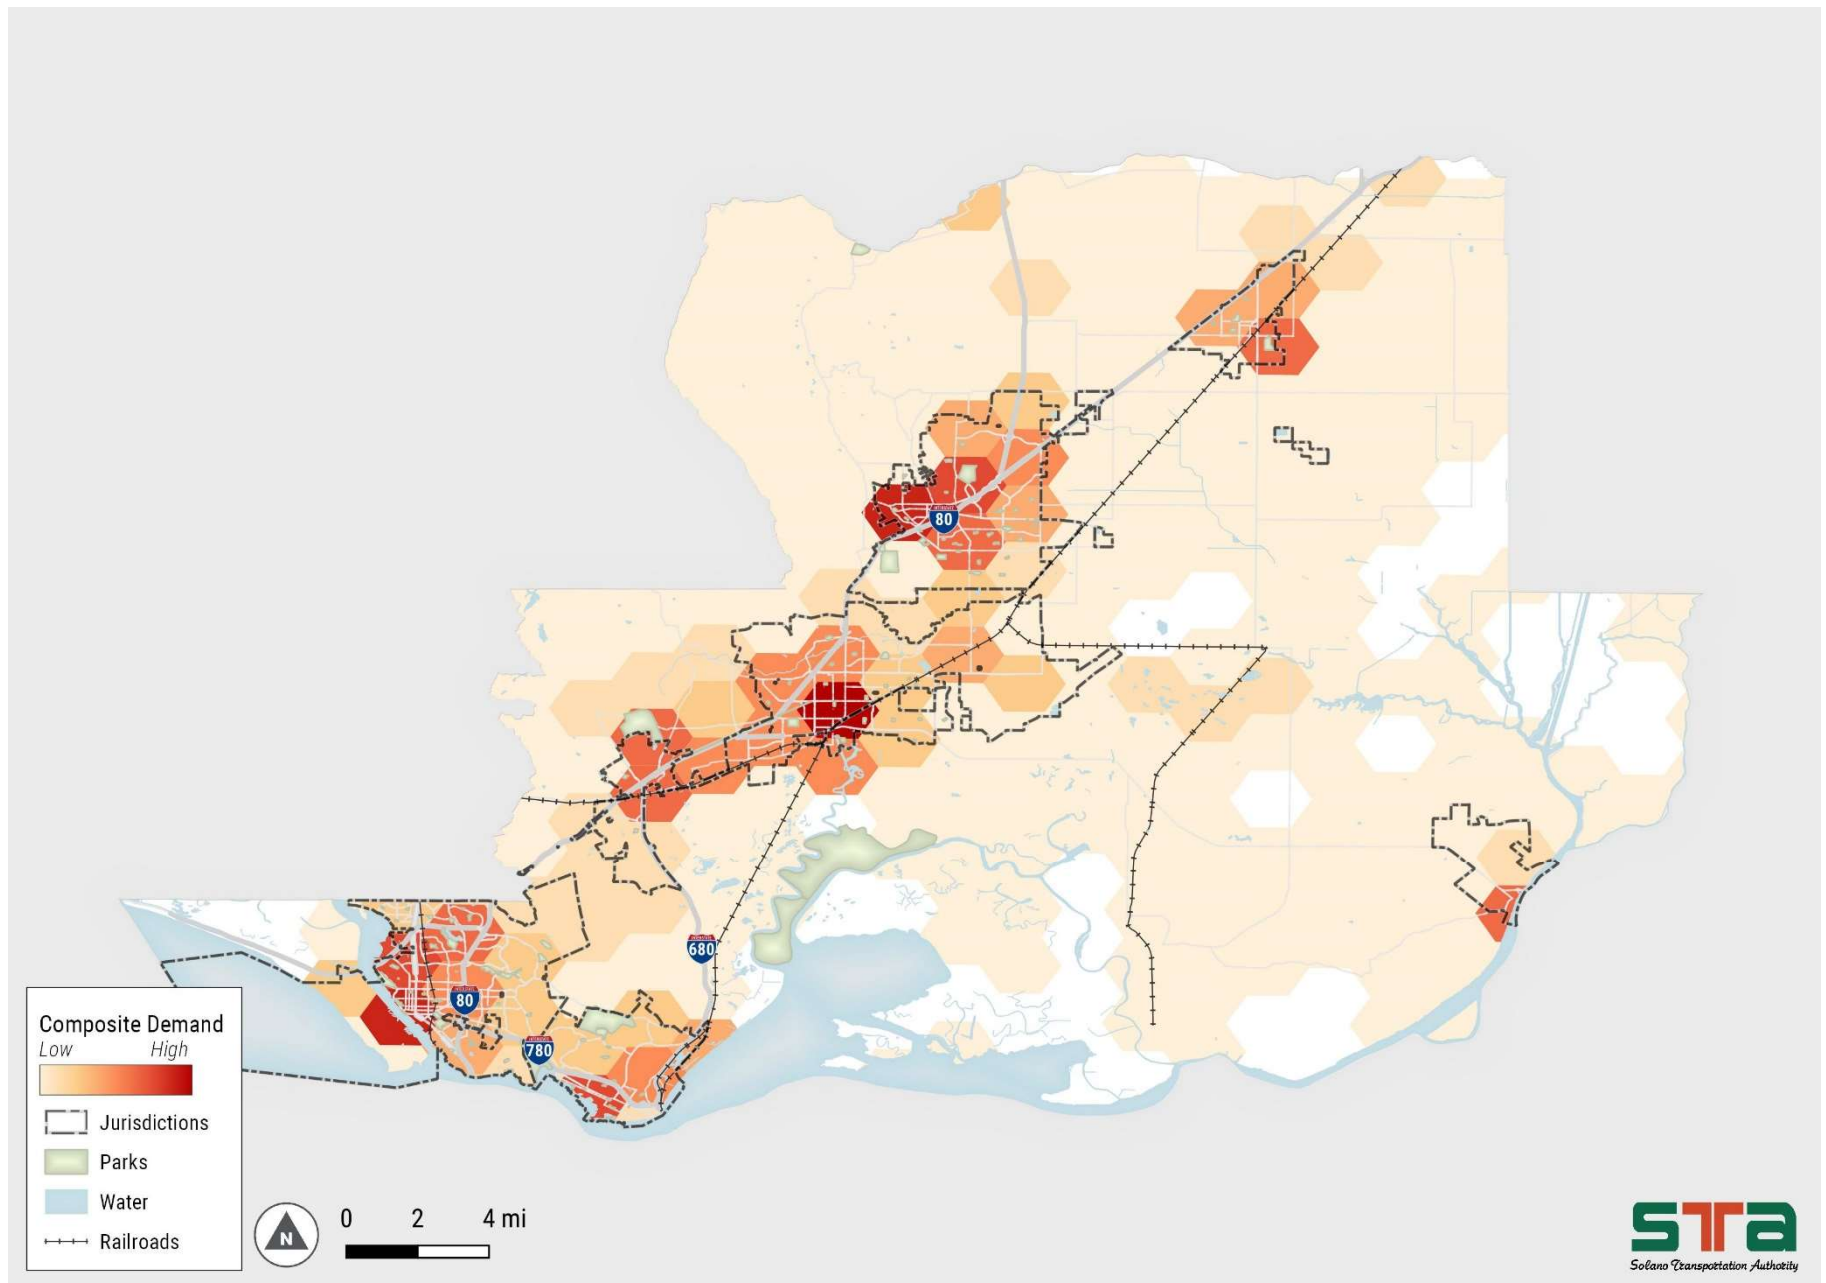 80
680
80
780
Composite Demand
Low High
Jurisdictions
Parks
Water
Railroads
N
0 2 4 mi
STA
Solano Transportation Authority